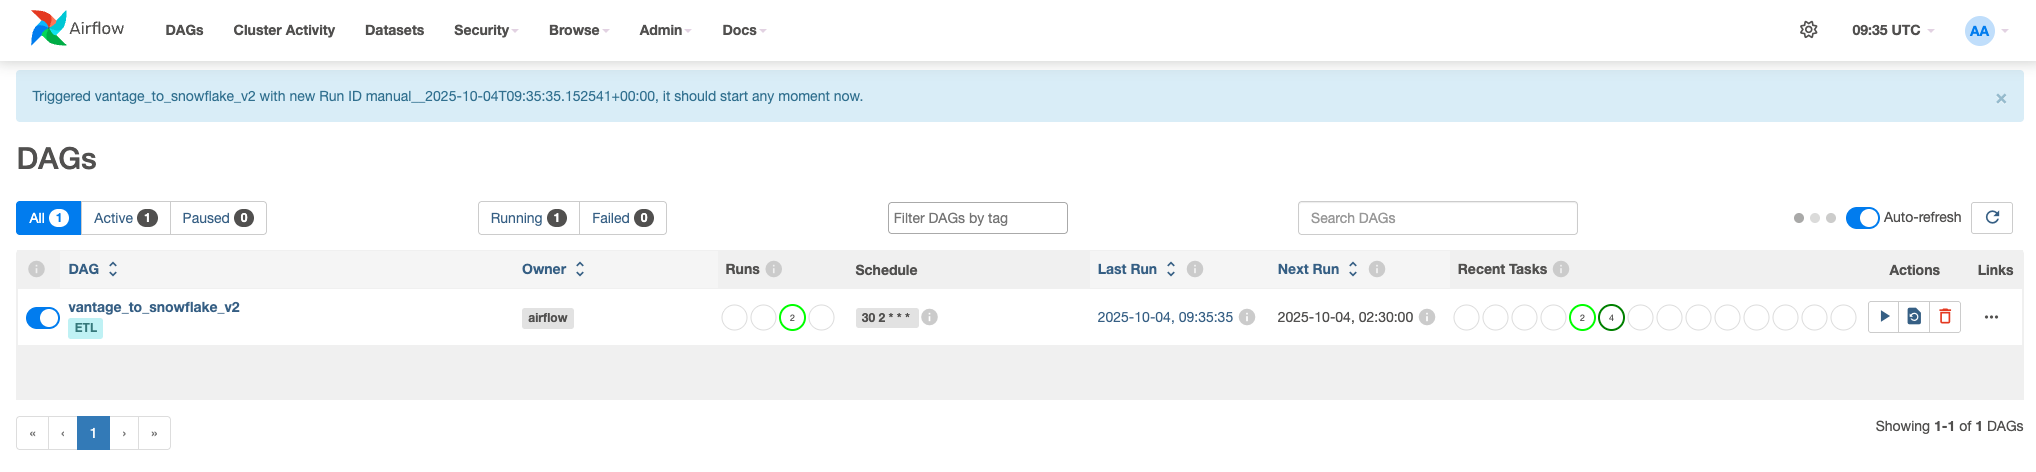 Airflow DAGs Cluster Activity Datasets Security Browse Admin Docs 09:35 UTC AA
Triggered vantage_to_snowflake_v2 with new Run ID manual__2025-10-04T09:35:35.152541+00:00, it should start any moment now. ×
DAGs
All 1 Active 1 Paused 0 Running 1 Failed 0 Filter DAGs by tag Search DAGs Auto-refresh
DAG Owner Runs Schedule Last Run Next Run Recent Tasks Actions Links
vantage_to_snowflake_v2
ETL airflow 2 30 2 * * * 2025-10-04, 09:35:35 2025-10-04, 02:30:00 2 4
« ‹ 1 › »
Showing 1-1 of 1 DAGs